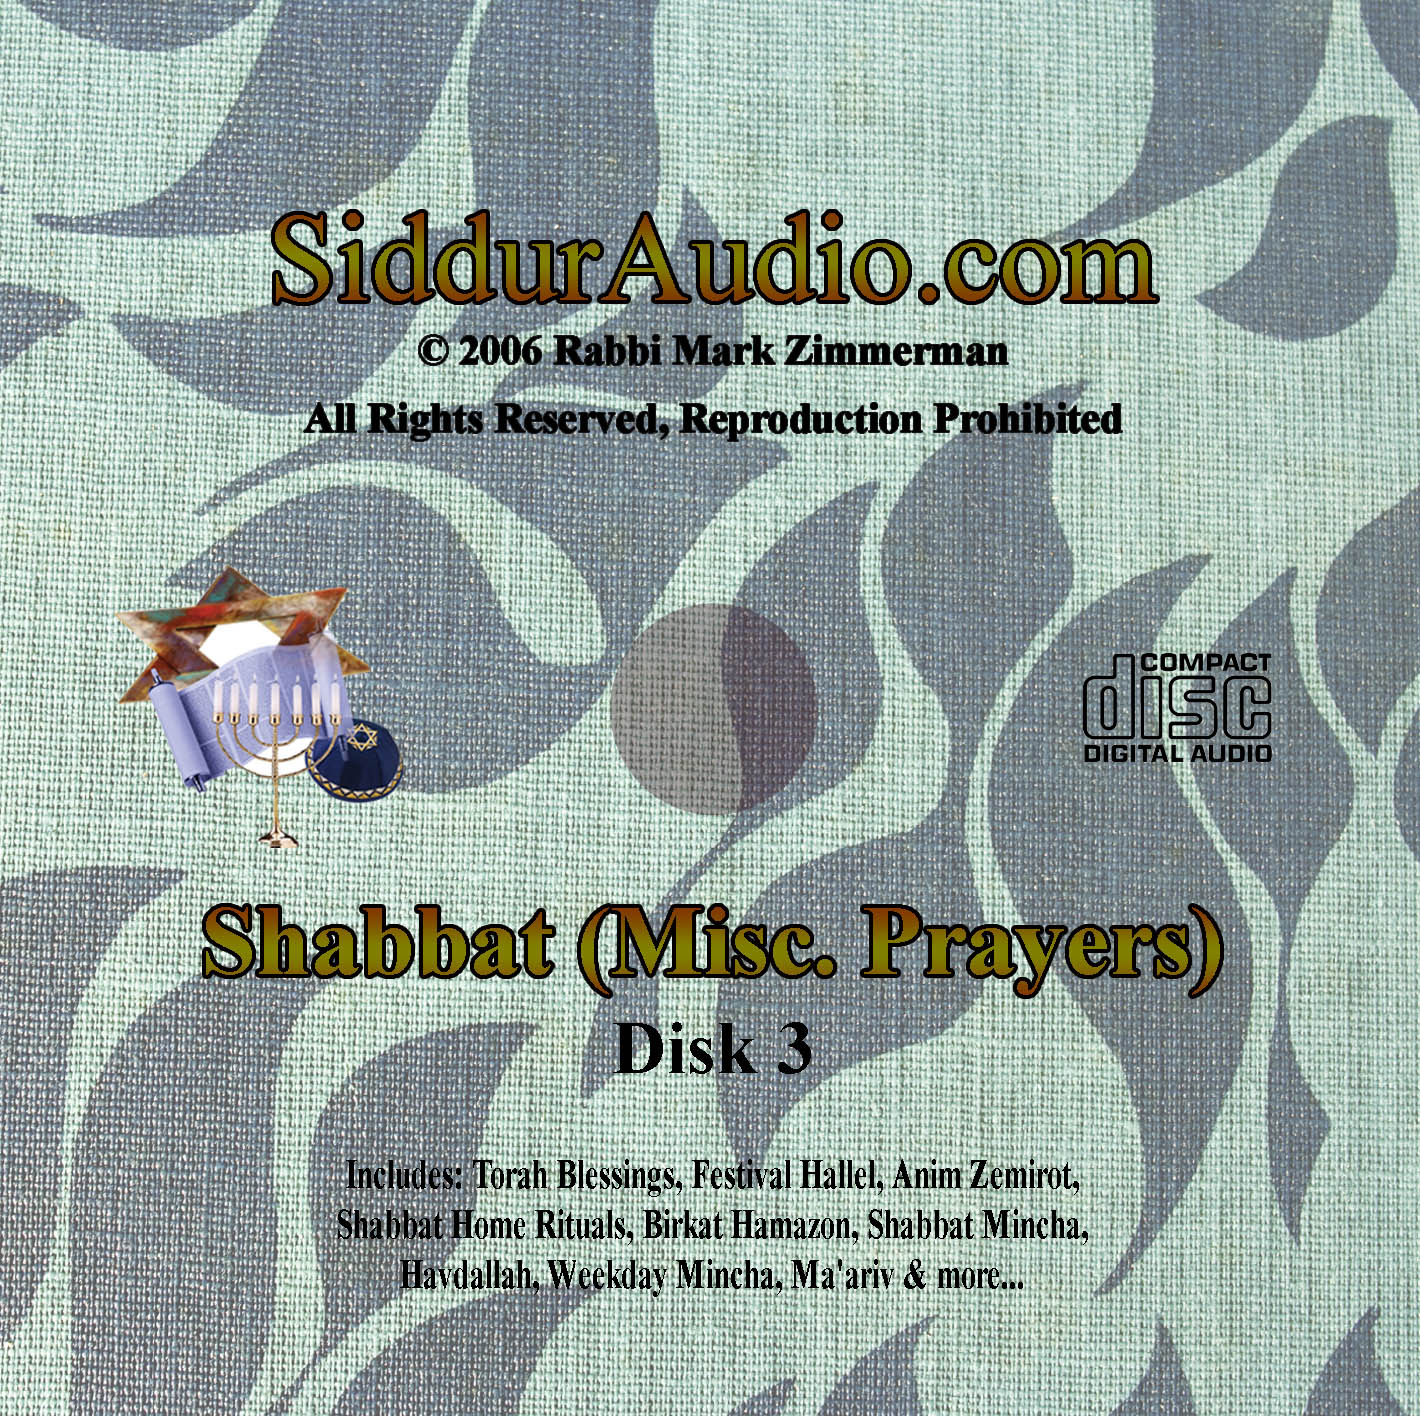 SiddurAudio.com
© 2006 Rabbi Mark Zimmerman
All Rights Reserved, Reproduction Prohibited
COMPACT
disc
DIGITAL AUDIO
Shabbat (Misc. Prayers)
Disk 3
Includes: Torah Blessings, Festival Hallel, Anim Zemirot,
Shabbat Home Rituals, Birkat Hamazon, Shabbat Mincha,
Havdallah, Weekday Mincha, Ma'ariv & more...